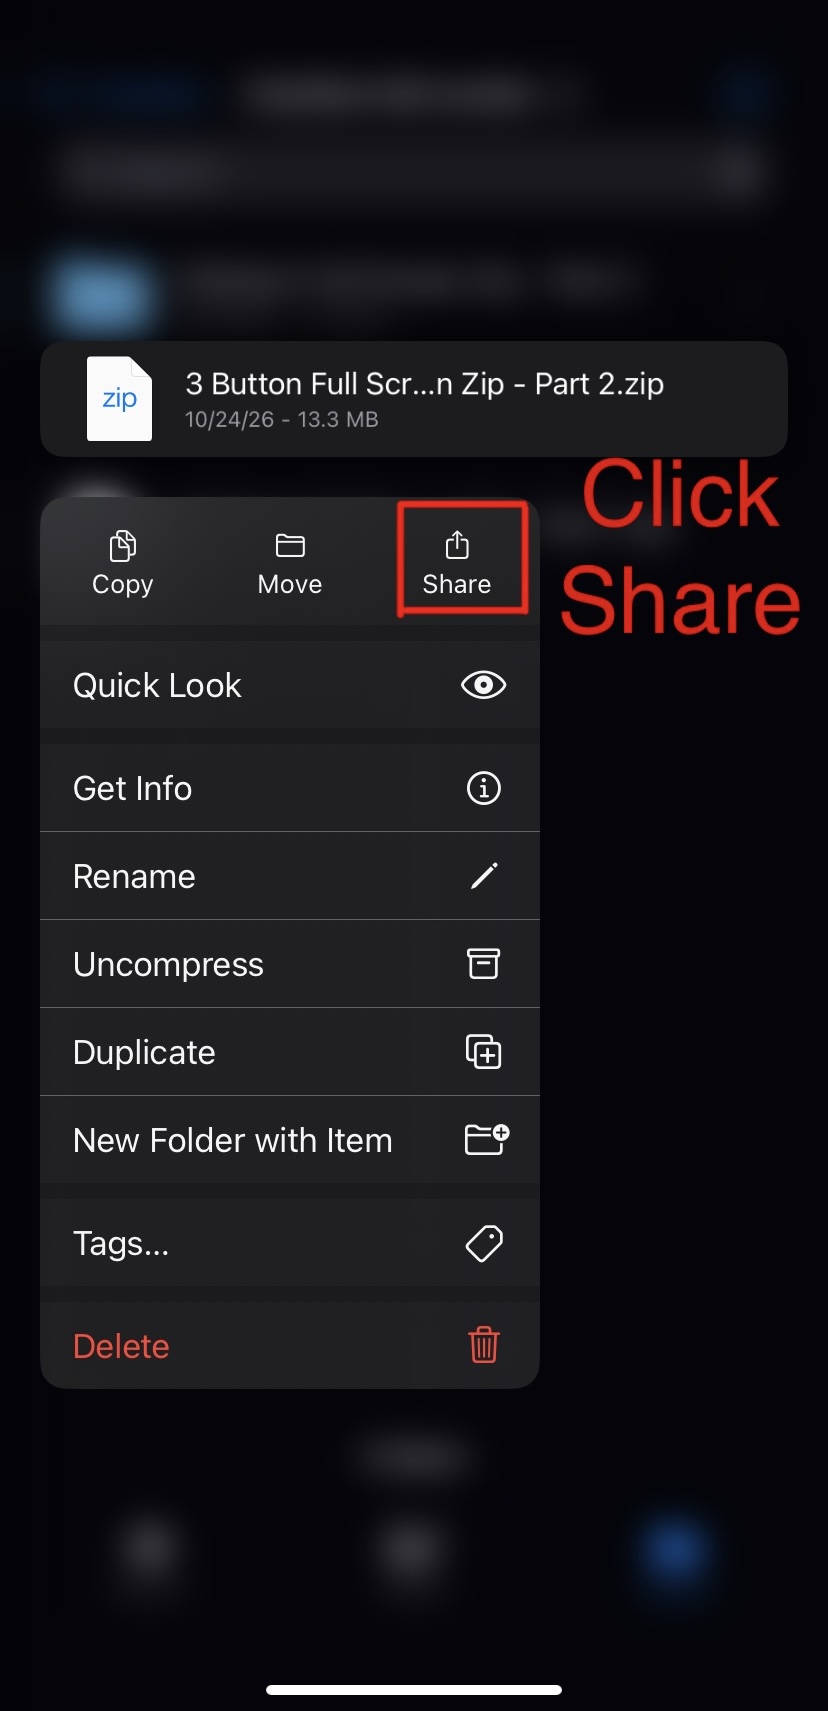 zip
3 Button Full Scr...n Zip - Part 2.zip
10/24/26 - 13.3 MB
Click
Share
Copy
Move
Share
Quick Look
Get Info
Rename
Uncompress
Duplicate
New Folder with Item
Tags...
Delete